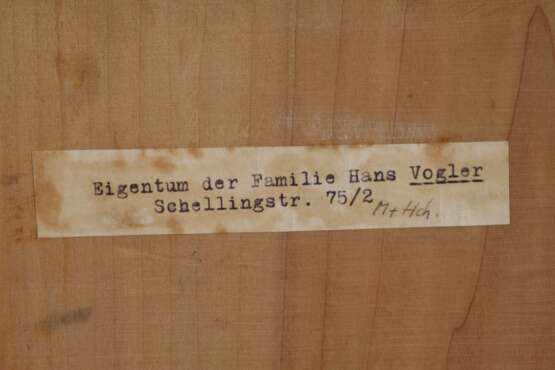 Eigentum der Familie Hans Vogler
Schellingstr. 75/2
M + Hch.